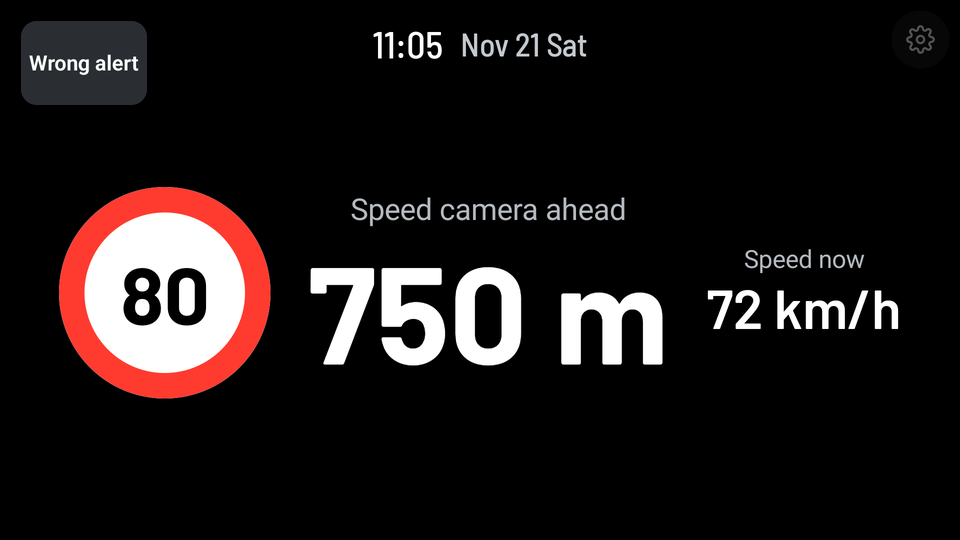 Wrong alert
11:05 Nov 21 Sat
80
Speed camera ahead
750 m
Speed now
72 km/h